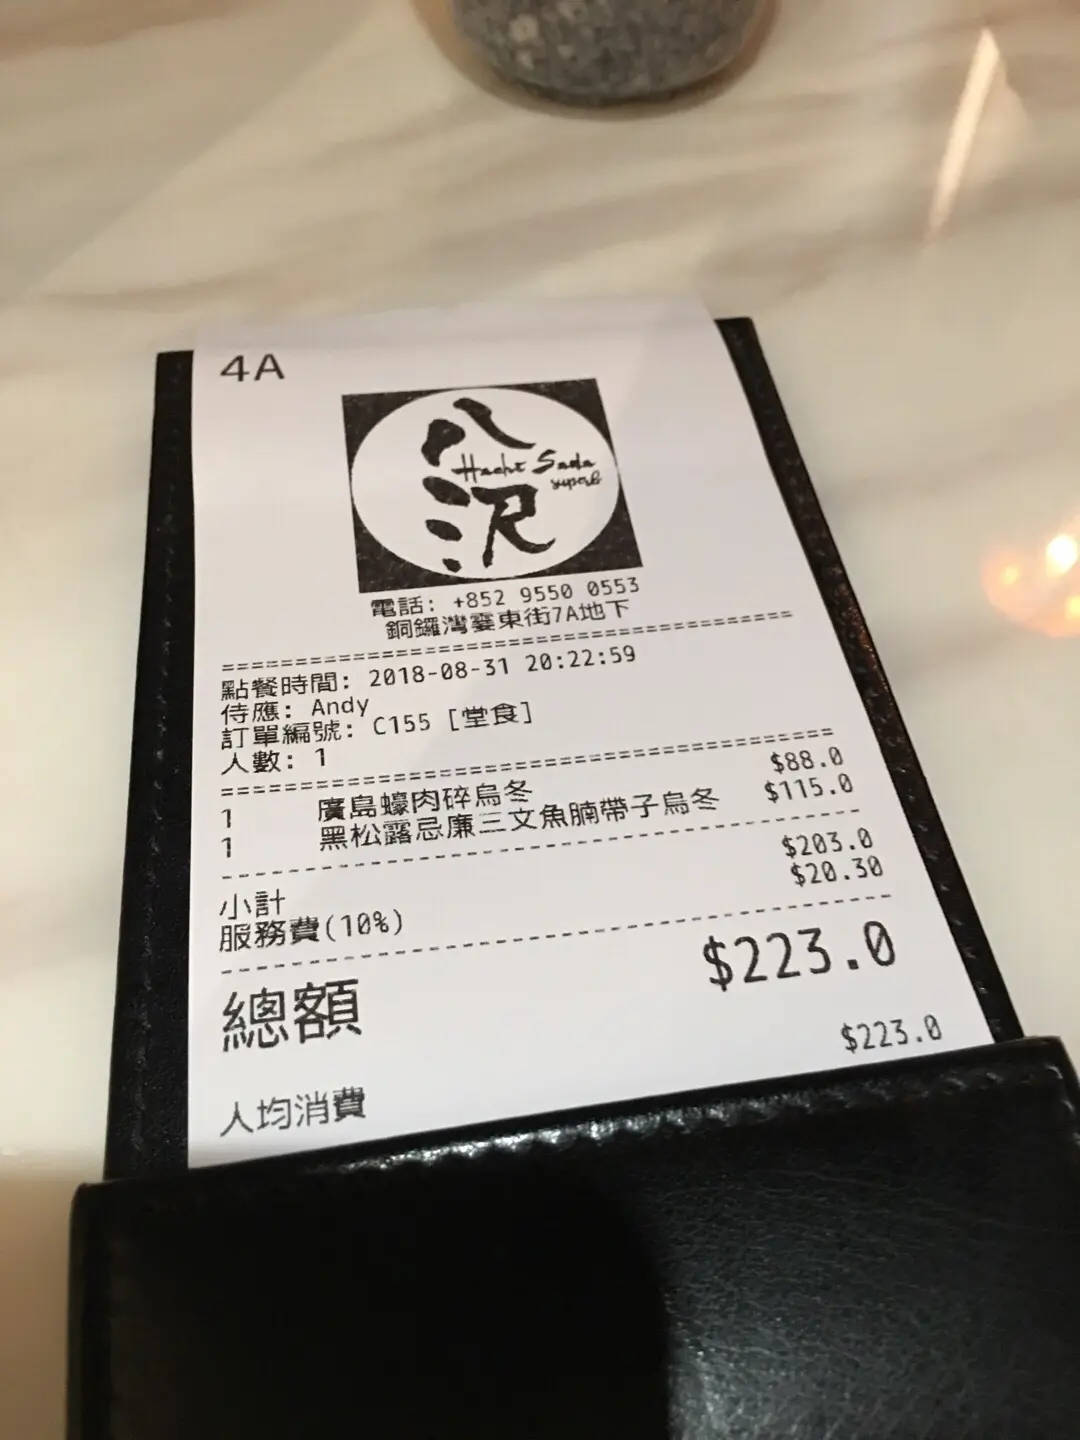 4A
八沢
Hacht Sada
superb
電話: +852 9550 0553
銅鑼灣霎東街7A地下
點餐時間: 2018-08-31 20:22:59
侍應: Andy
訂單編號: C155 [堂食]
人數: 1
1 廣島蠔肉碎烏冬 $88.0
1 黑松露忌廉三文魚腩帶子烏冬 $115.0
小計 $203.0
服務費(10%) $20.30
總額 $223.0
人均消費 $223.0